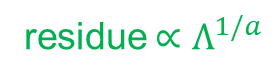 residue ∝ Λ^{1/a}